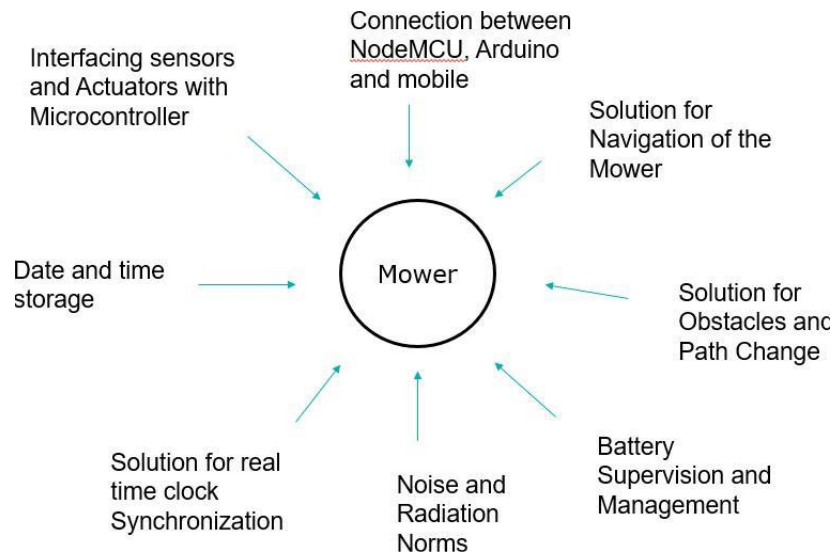 Connection between
NodeMCU, Arduino
and mobile
Interfacing sensors
and Actuators with
Microcontroller
Solution for
Navigation of the
Mower
Mower
Date and time
storage
Solution for
Obstacles and
Path Change
Solution for real
time clock
Synchronization
Noise and
Radiation
Norms
Battery
Supervision and
Management